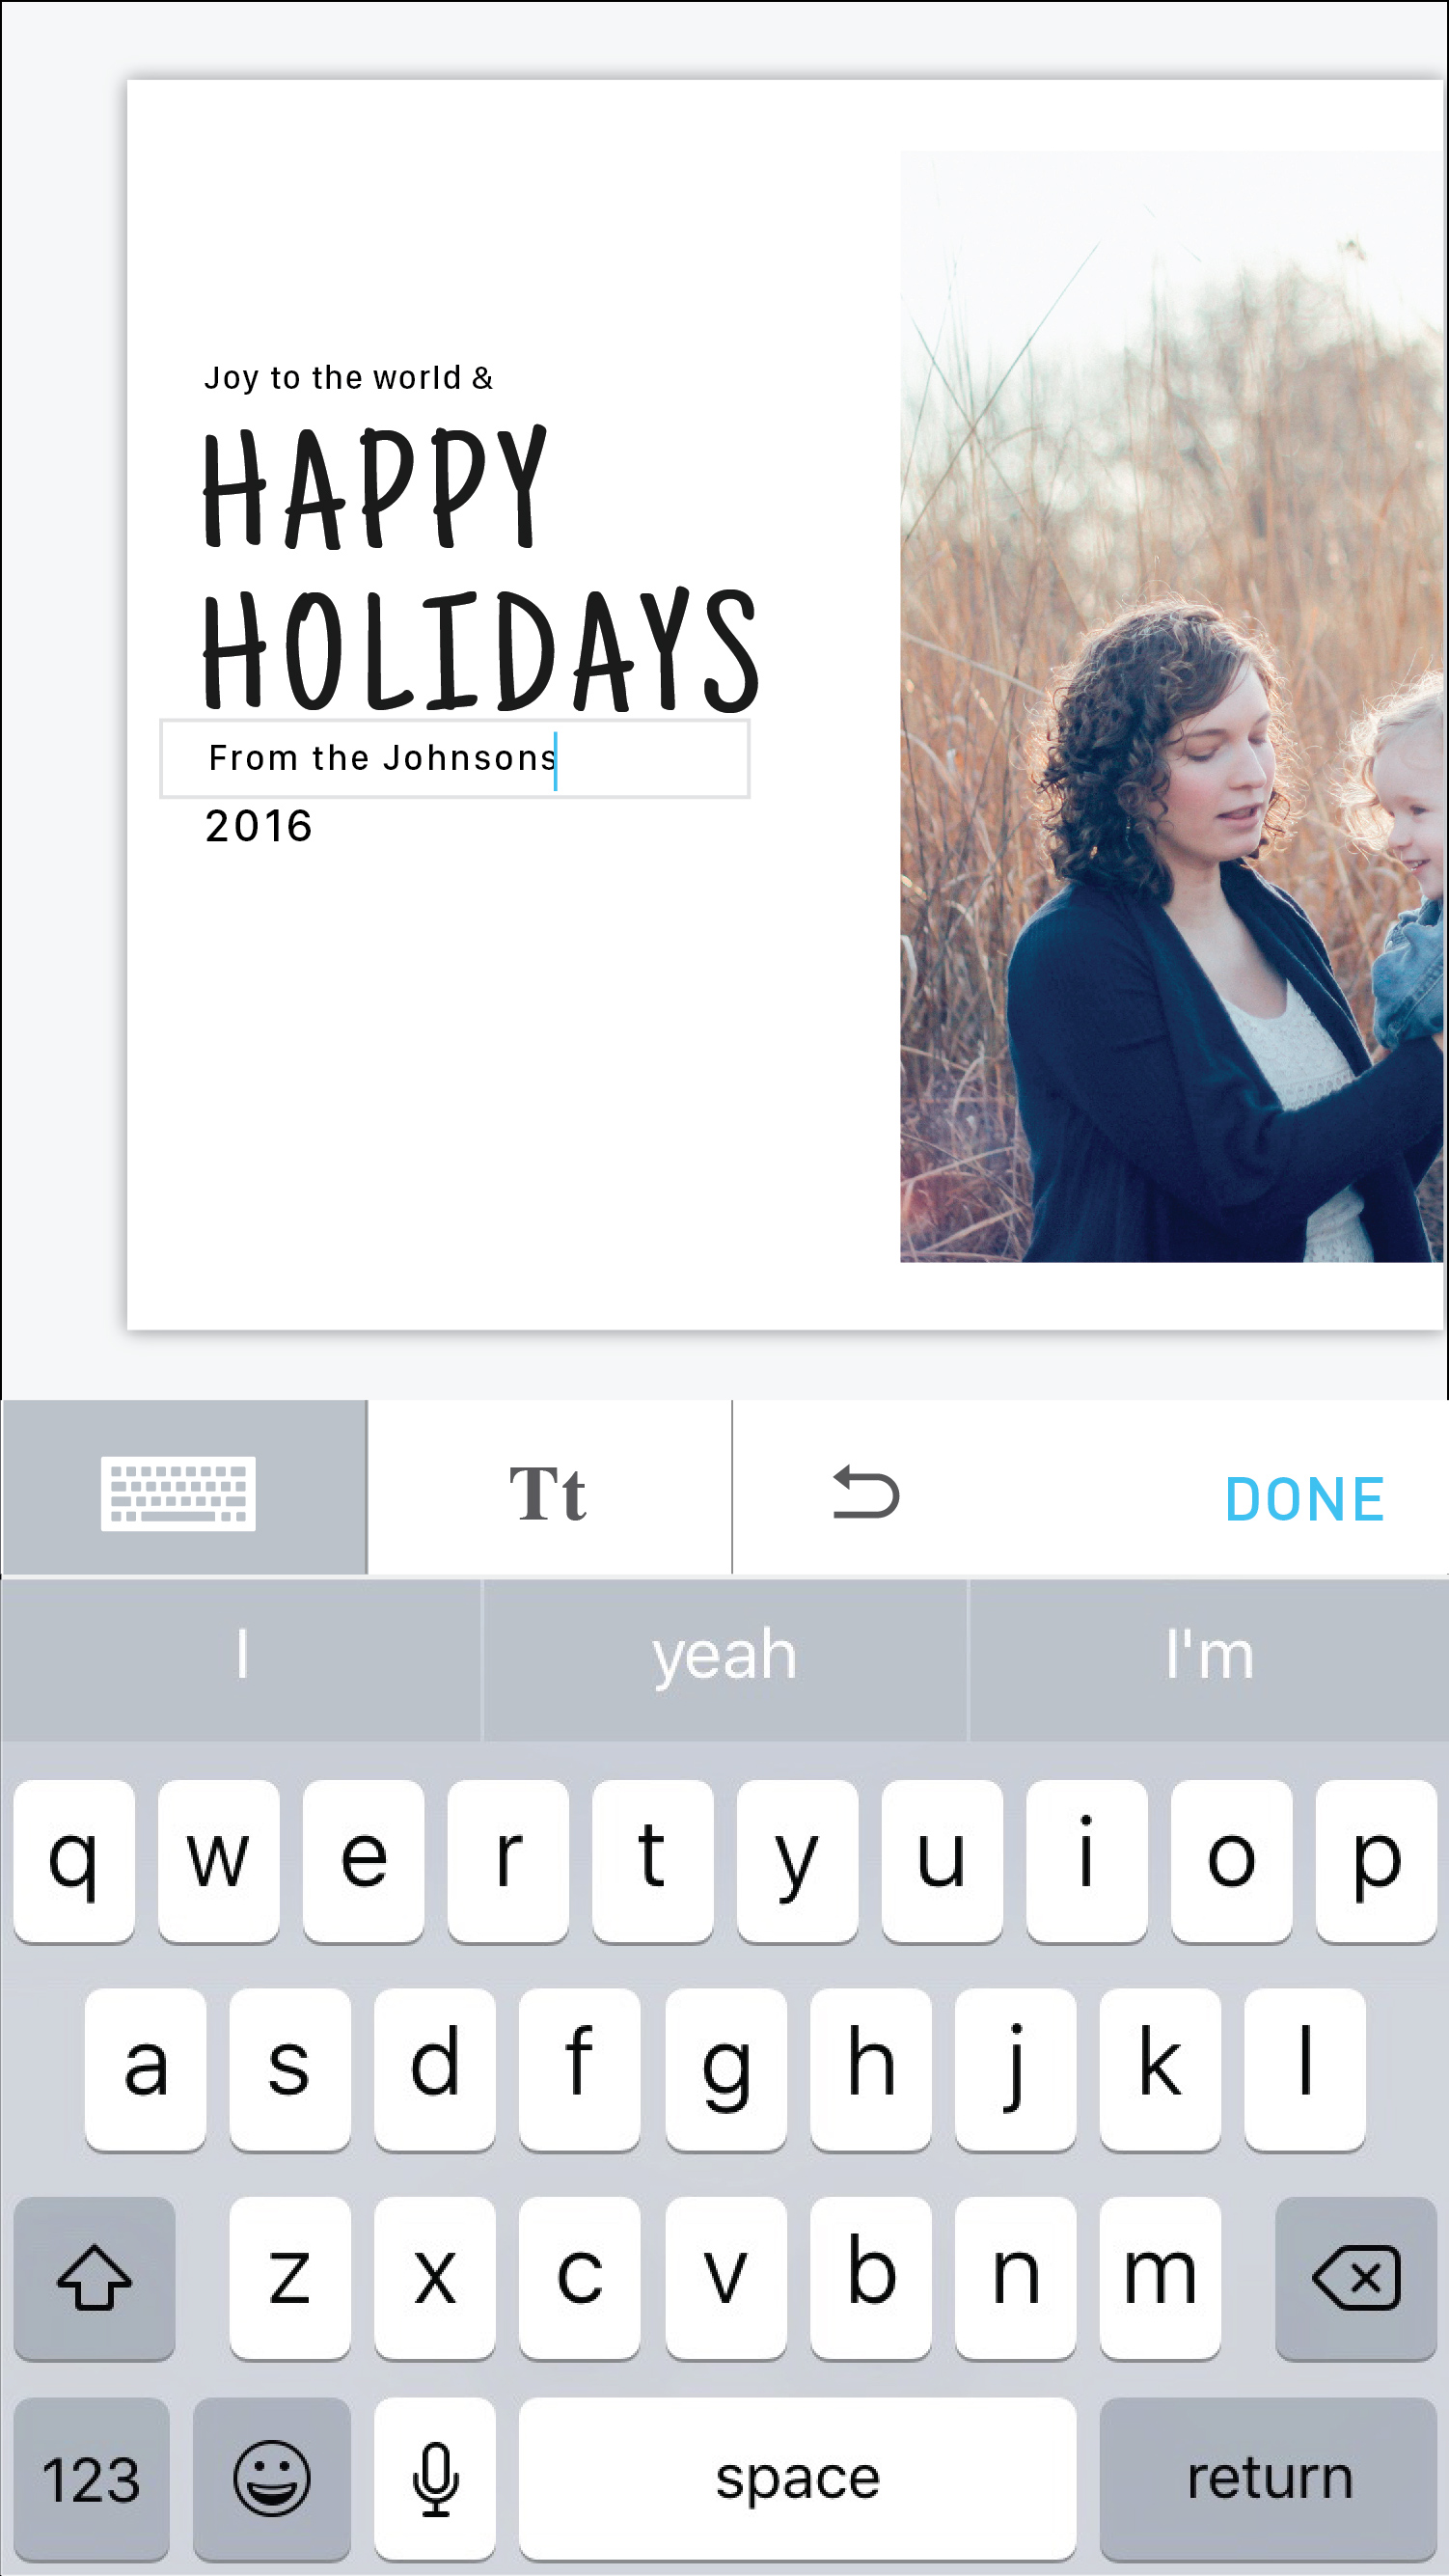 Joy to the world &
HAPPY
HOLIDAYS
From the Johnsons
2016
Tt
DONE
I yeah I'm
q w e r t y u i o p
a s d f g h j k l
z x c v b n m
123 space return